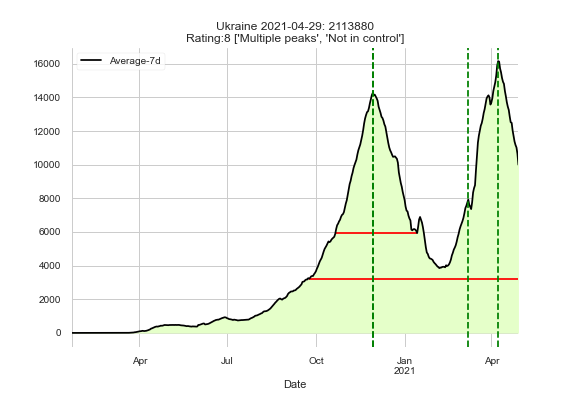 Ukraine 2021-04-29: 2113880
Rating:8 ['Multiple peaks', 'Not in control']
Average-7d
16000
14000
12000
10000
8000
6000
4000
2000
0
Apr
Jul
Oct
Jan
2021
Apr
Date